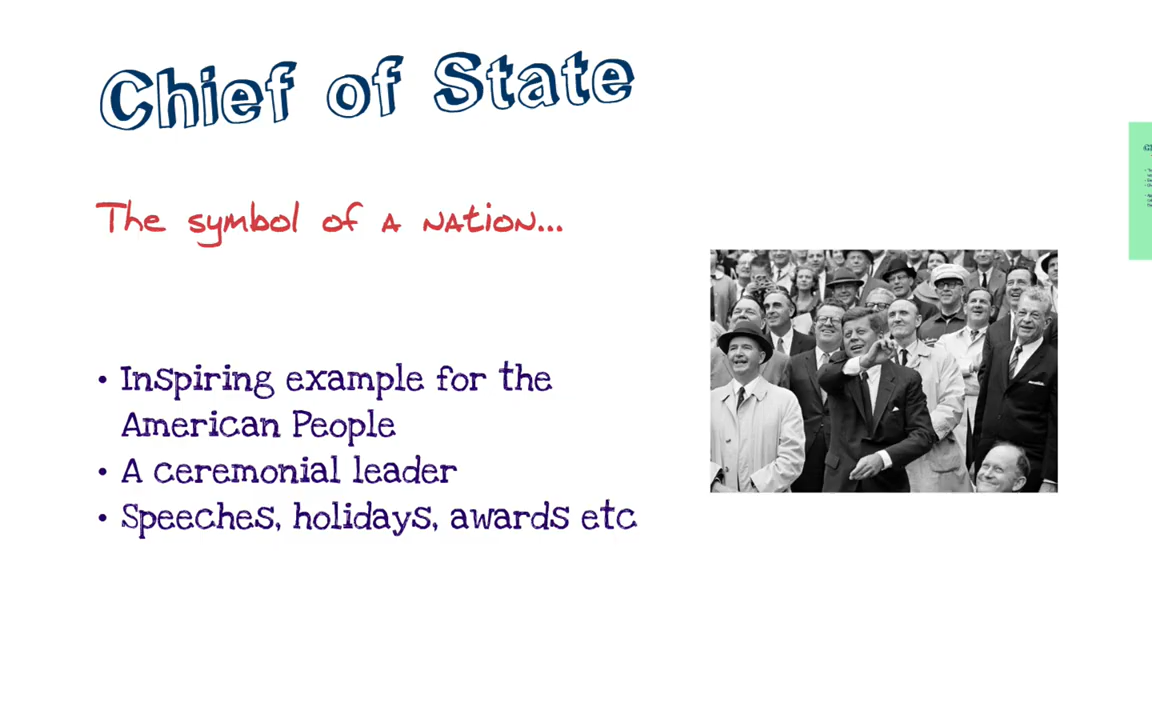 Chief of State
The symbol of a nation...
• Inspiring example for the
American People
• A ceremonial leader
• Speeches, holidays, awards etc